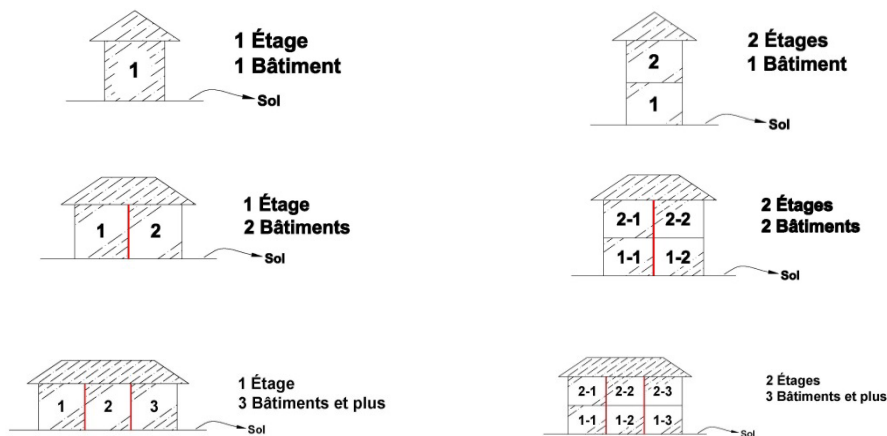 1
1 Étage
1 Bâtiment
Sol
2
1
2 Étages
1 Bâtiment
Sol
1 2
1 Étage
2 Bâtiments
Sol
2-1 2-2
1-1 1-2
2 Étages
2 Bâtiments
Sol
1 2 3
1 Étage
3 Bâtiments et plus
Sol
2-1 2-2 2-3
1-1 1-2 1-3
2 Étages
3 Bâtiments et plus
Sol